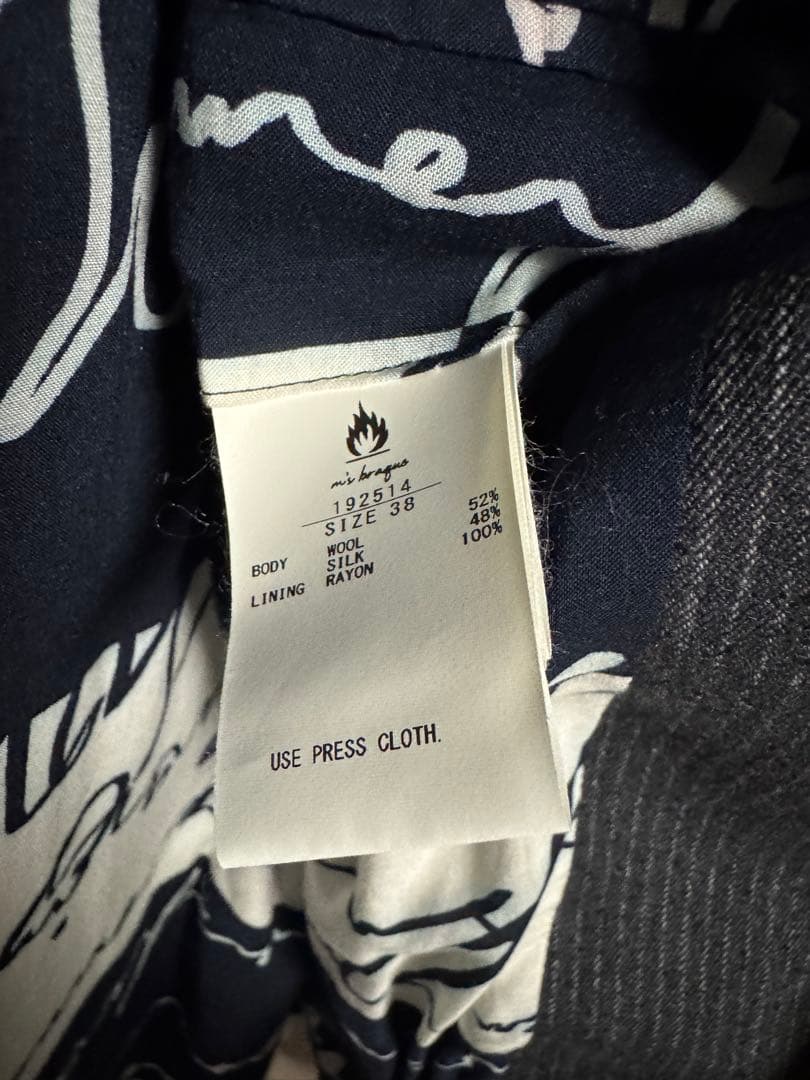 m's braque
192514
SIZE 38
BODY WOOL 52%
SILK 48%
LINING RAYON 100%
USE PRESS CLOTH.